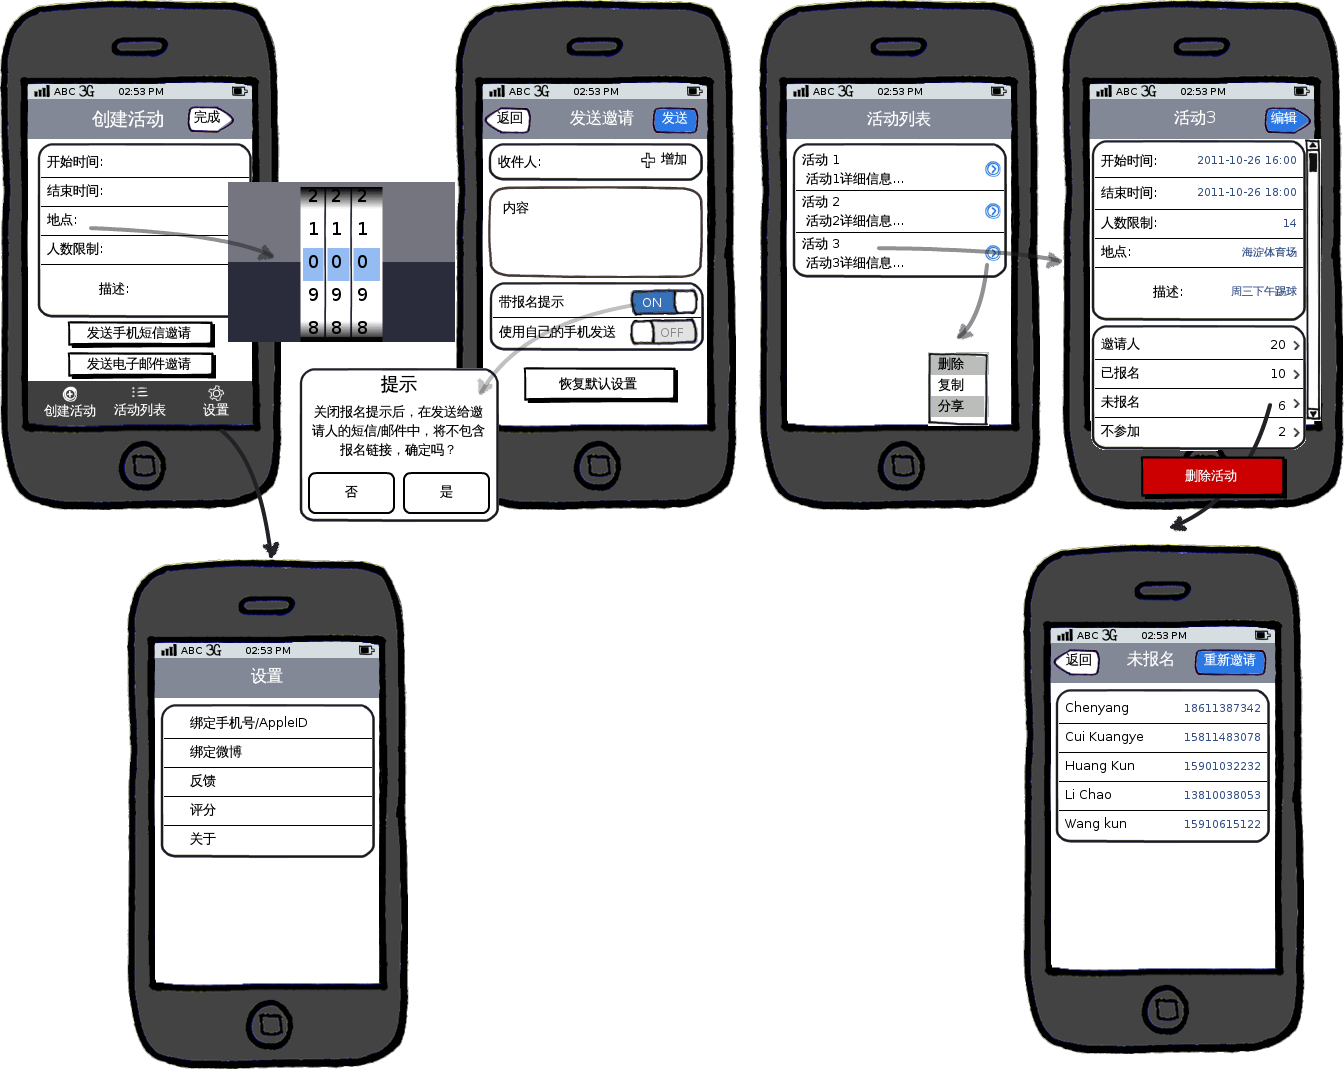 ABC 3G 02:53 PM
创建活动
完成
开始时间:
结束时间:
地点:
人数限制:
描述:
发送手机短信邀请
发送电子邮件邀请
创建活动 活动列表 设置
2 2 2
1 1 1
0 0 0
9 9 9
8 8 8
ABC 3G 02:53 PM
返回 发送邀请 发送
收件人: 增加
内容
带报名提示 ON
使用自己的手机发送 OFF
恢复默认设置
提示
关闭报名提示后，在发送给邀
请人的短信/邮件中，将不包含
报名链接，确定吗？
否 是
ABC 3G 02:53 PM
活动列表
活动 1
活动1详细信息...
活动 2
活动2详细信息...
活动 3
活动3详细信息...
删除
复制
分享
ABC 3G 02:53 PM
活动3 编辑
开始时间: 2011-10-26 16:00
结束时间: 2011-10-26 18:00
人数限制: 14
地点: 海淀体育场
描述: 周三下午踢球
邀请人 20
已报名 10
未报名 6
不参加 2
删除活动
ABC 3G 02:53 PM
设置
绑定手机号/AppleID
绑定微博
反馈
评分
关于
ABC 3G 02:53 PM
返回 未报名 重新邀请
Chenyang 18611387342
Cui Kuangye 15811483078
Huang Kun 15901032232
Li Chao 13810038053
Wang kun 15910615122